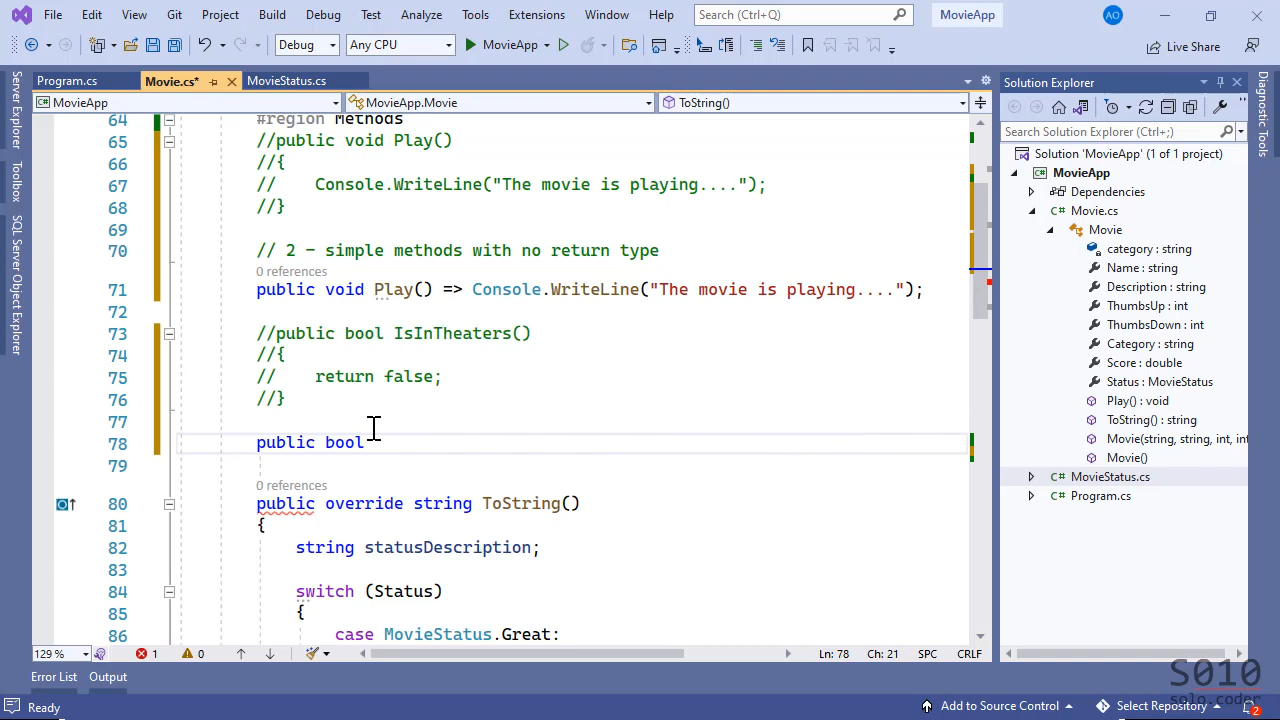 File Edit View Git Project Build Debug Test Analyze Tools Extensions Window Help Search (Ctrl+Q) MovieApp AO
Debug Any CPU MovieApp Live Share
Program.cs Movie.cs* MovieStatus.cs
MovieApp MovieApp.Movie ToString()
64 #region Methods
65 //public void Play()
66 //{
67 // Console.WriteLine("The movie is playing....");
68 //}
69
70 // 2 - simple methods with no return type
0 references
71 public void Play() => Console.WriteLine("The movie is playing....");
72
73 //public bool IsInTheaters()
74 //{
75 // return false;
76 //}
77
78 public bool
79
0 references
80 public override string ToString()
81 {
82 string statusDescription;
83
84 switch (Status)
85 {
86 case MovieStatus.Great:
129 % 1 0 Ln: 78 Ch: 21 SPC CRLF
Error List Output
Ready Add to Source Control Select Repository 2
Server Explorer
Toolbox
SQL Server Object Explorer
Solution Explorer
Search Solution Explorer (Ctrl+;)
Solution 'MovieApp' (1 of 1 project)
MovieApp
Dependencies
Movie.cs
Movie
category : string
Name : string
Description : string
ThumbsUp : int
ThumbsDown : int
Category : string
Score : double
Status : MovieStatus
Play() : void
ToString() : string
Movie(string, string, int, int
Movie()
MovieStatus.cs
Program.cs
Diagnostic Tools
S010
solo.coder